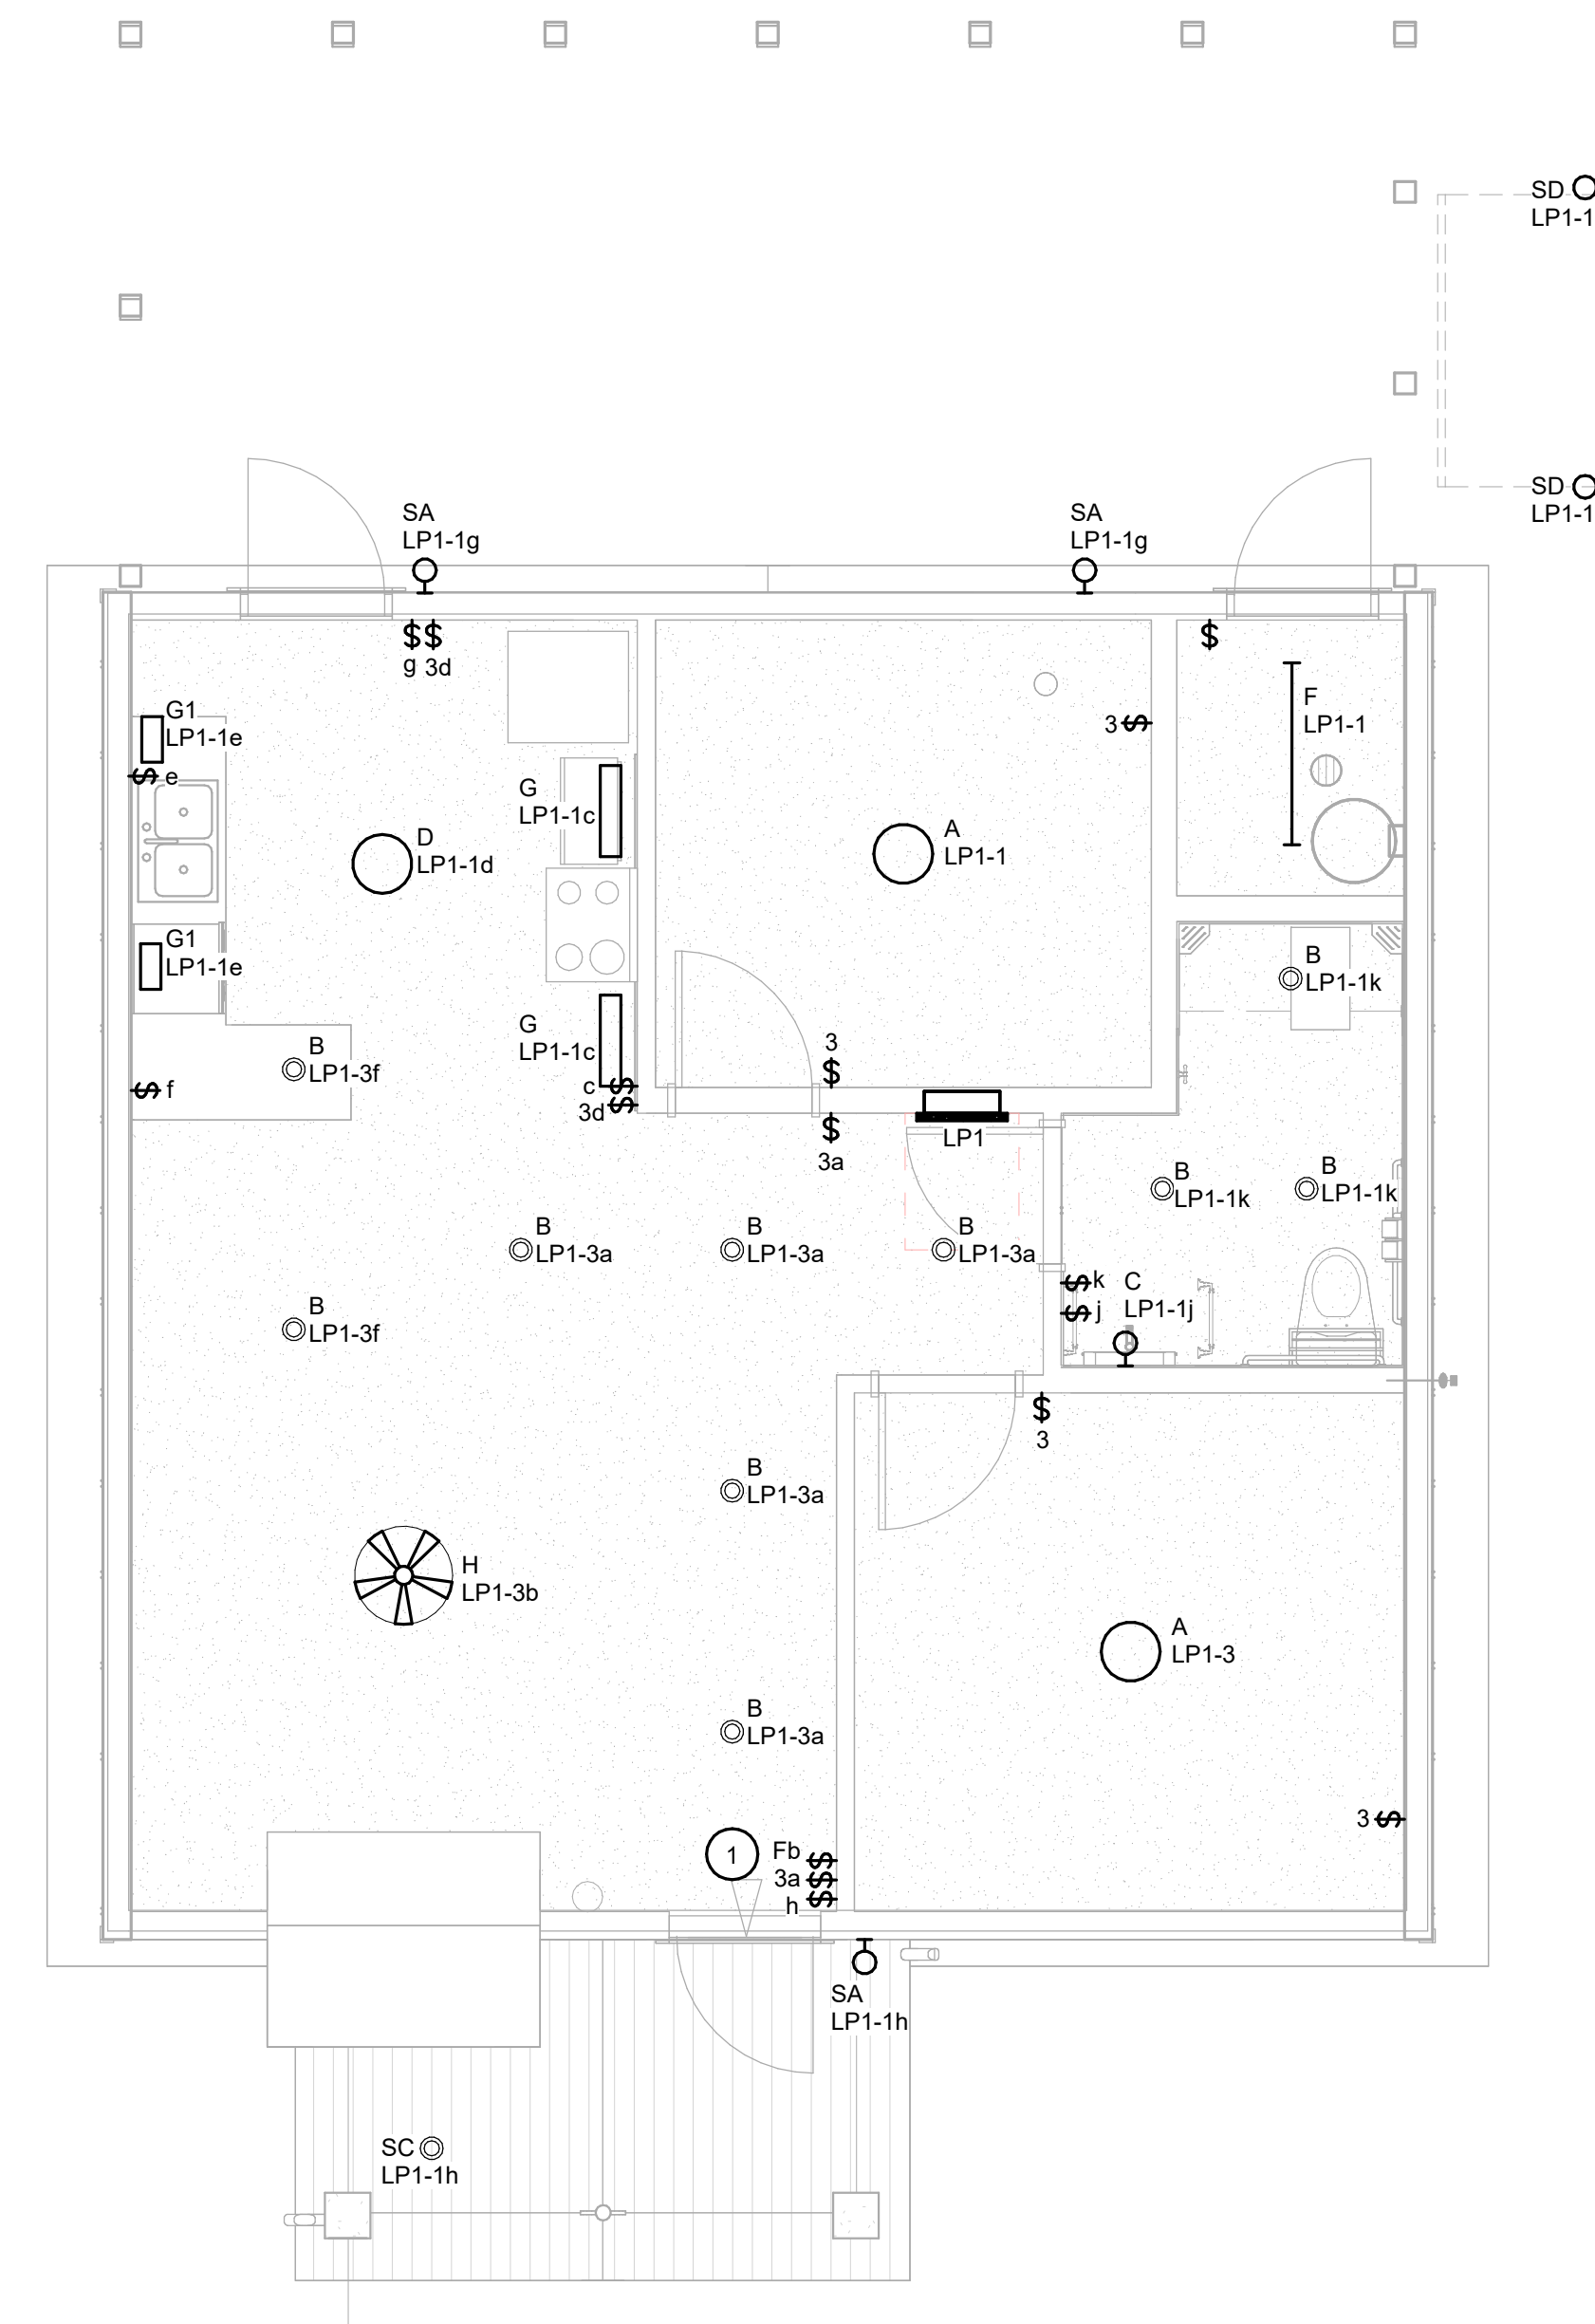 SD
LP1-1
SD
LP1-1
SA
LP1-1g
SA
LP1-1g
$ $
g 3d
$
G1
LP1-1e
$ e
3 $
F
LP1-1
G
LP1-1c
D
LP1-1d
A
LP1-1
G1
LP1-1e
B
LP1-1k
G
LP1-1c
B
LP1-3f
$ f
c $
3d $
3
$
$
3a
LP1
B
LP1-1k
B
LP1-1k
B
LP1-3a
B
LP1-3a
B
LP1-3a
$ k
$ j
C
LP1-1j
B
LP1-3f
$
3
B
LP1-3a
H
LP1-3b
A
LP1-3
B
LP1-3a
3 $
1
Fb $
3a $
h $
SA
LP1-1h
SC
LP1-1h